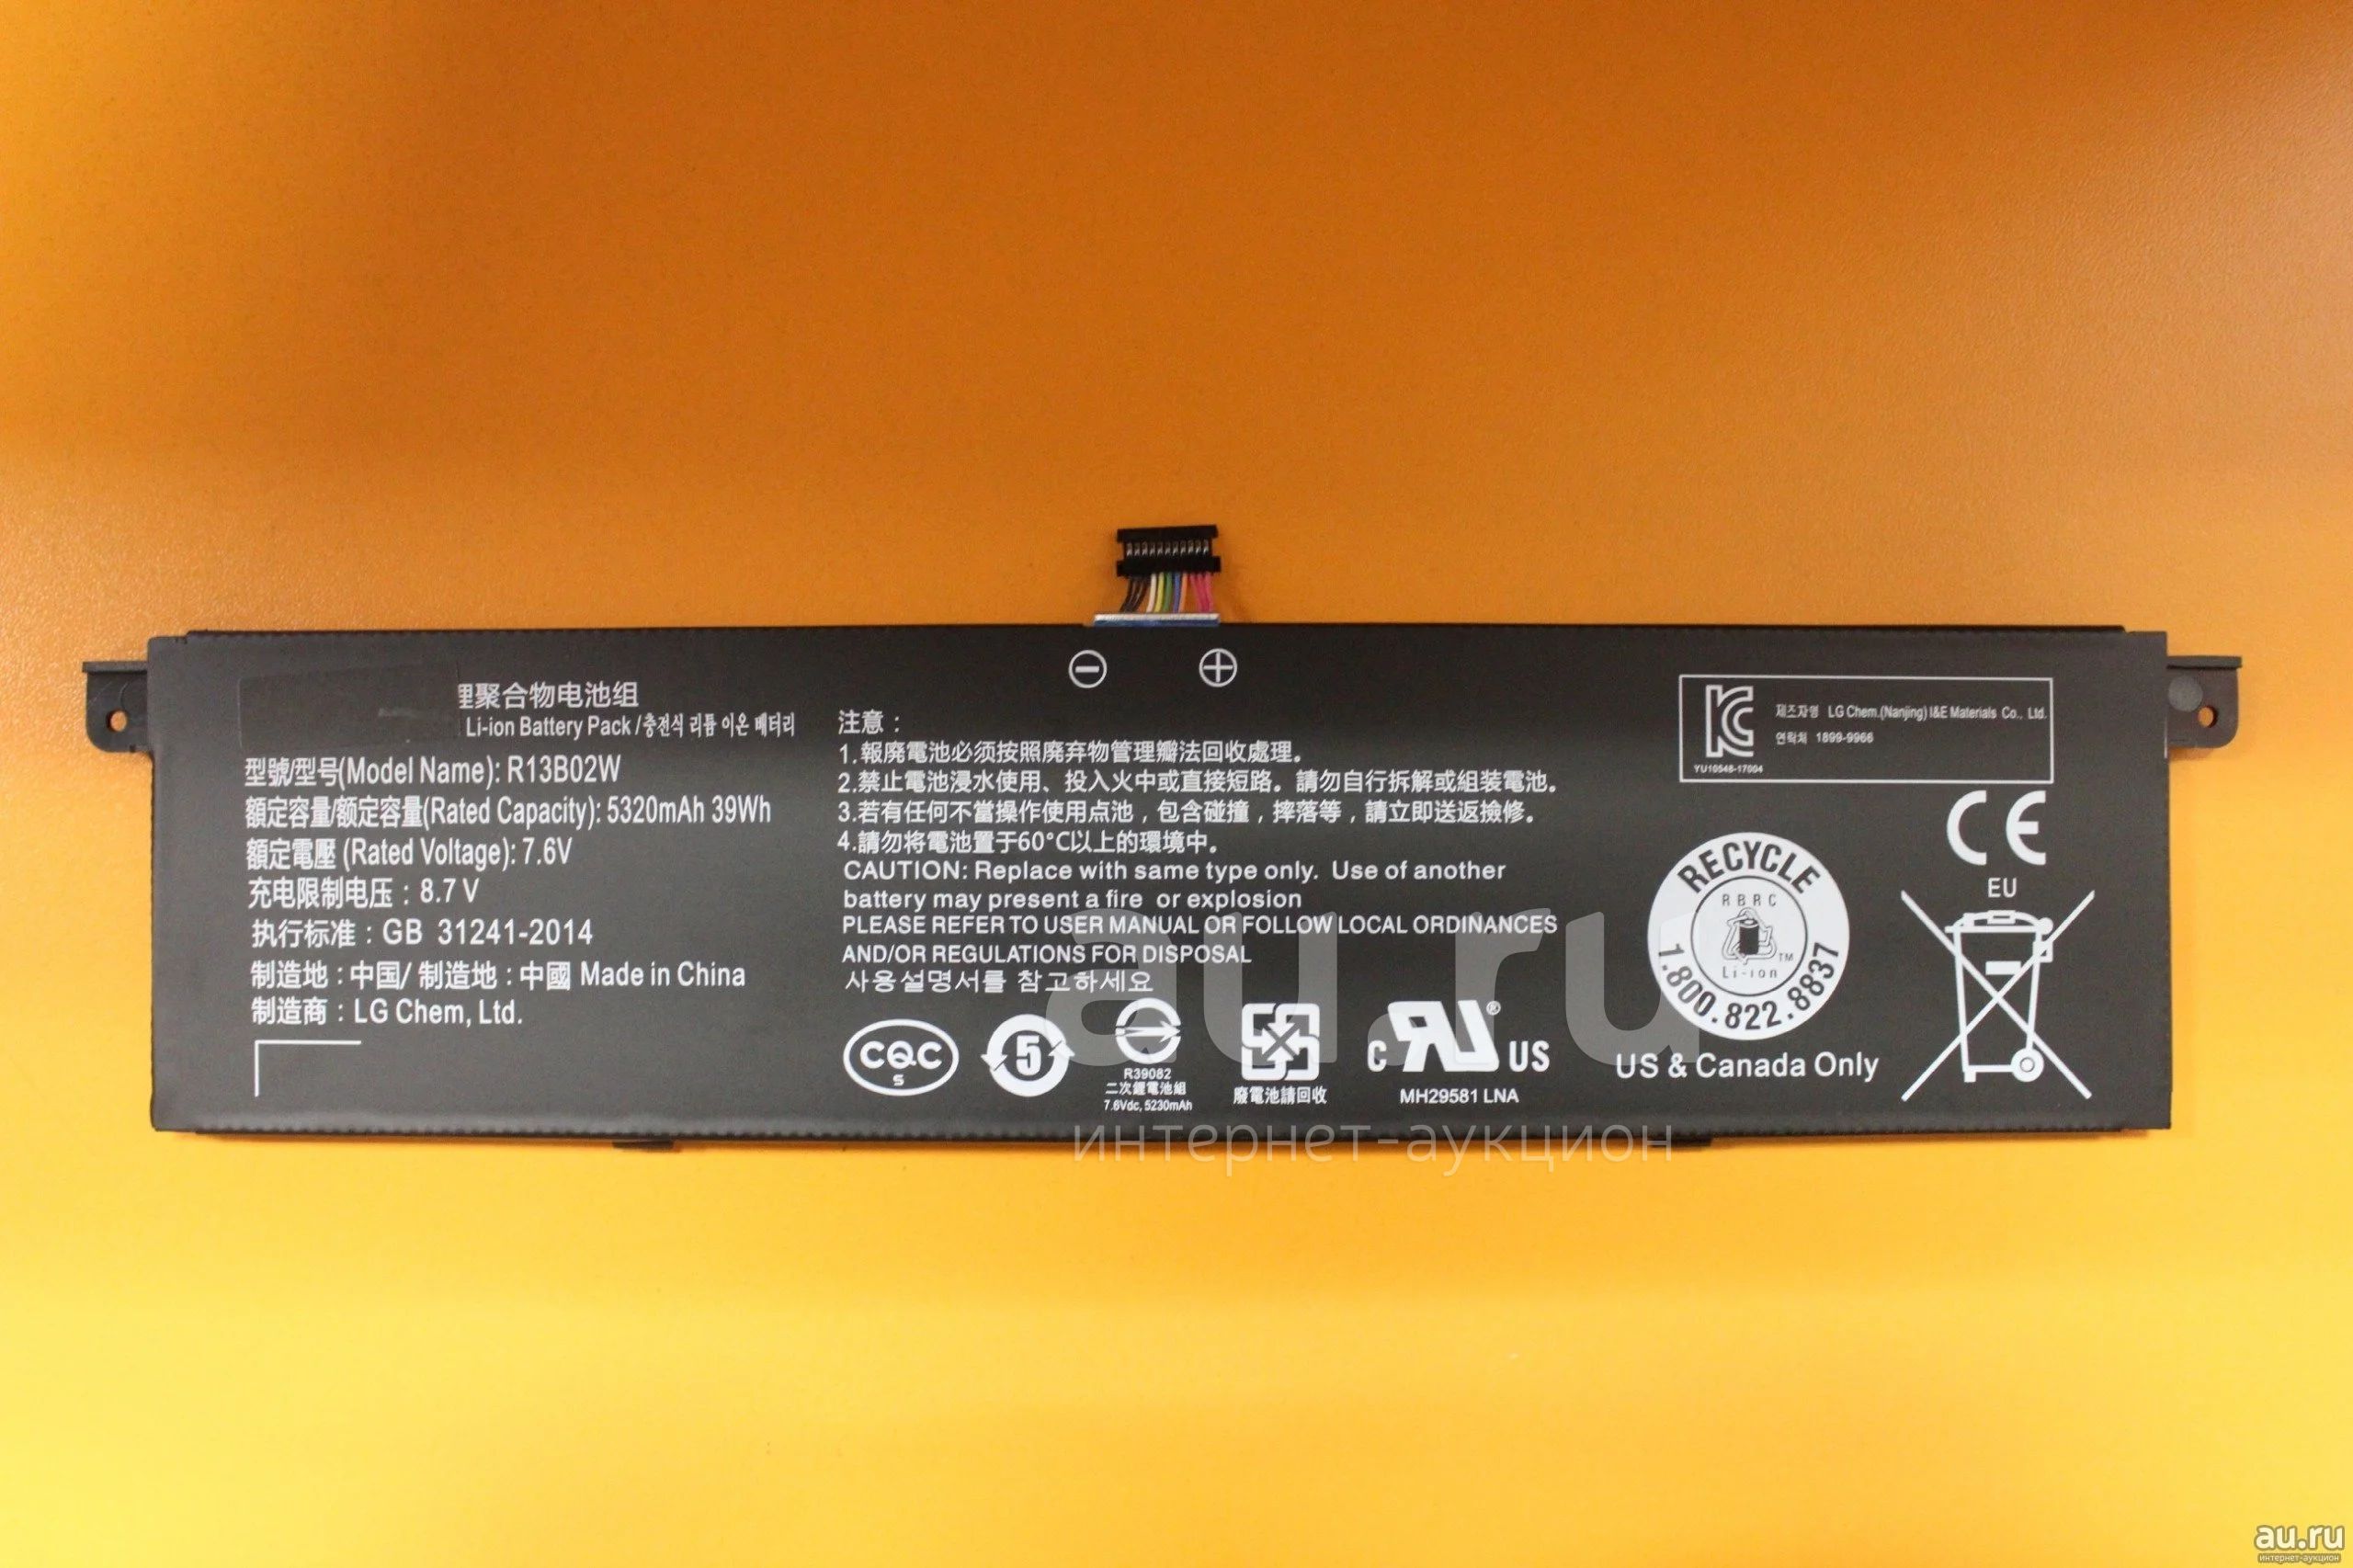 锂聚合物电池组
Li-ion Battery Pack /충전식 리튬 이온 배터리
型號/型号(Model Name): R13B02W
額定容量/额定容量(Rated Capacity): 5320mAh 39Wh
額定電壓 (Rated Voltage): 7.6V
充电限制电压 : 8.7 V
执行标准 : GB 31241-2014
制造地 : 中国/ 制造地 : 中國 Made in China
制造商 : LG Chem, Ltd.
注意 :
1.報廢電池必须按照廢弃物管理瓣法回收處理。
2.禁止電池浸水使用、投入火中或直接短路。請勿自行拆解或組装電池。
3.若有任何不當操作使用点池，包含碰撞，摔落等，請立即送返撿修。
4.請勿将電池置于60°C以上的環境中。
CAUTION: Replace with same type only. Use of another
battery may present a fire or explosion
PLEASE REFER TO USER MANUAL OR FOLLOW LOCAL ORDINANCES
AND/OR REGULATIONS FOR DISPOSAL
사용설명서를 참고하세요
CQC
S
5
R39082
二次鋰電池組
7.6Vdc, 5230mAh
廢電池請回收
C RU ® US
MH29581 LNA
KC
YU10548-17004
제조자명 LG Chem.(Nanjing) I&E Materials Co., Ltd.
연락처 1899-9966
CE
EU
RECYCLE
RBRC
TM
Li-ion
1.800.822.8837
US & Canada Only
au.ru
интернет-аукцион
au.ru
интернет-аукцион